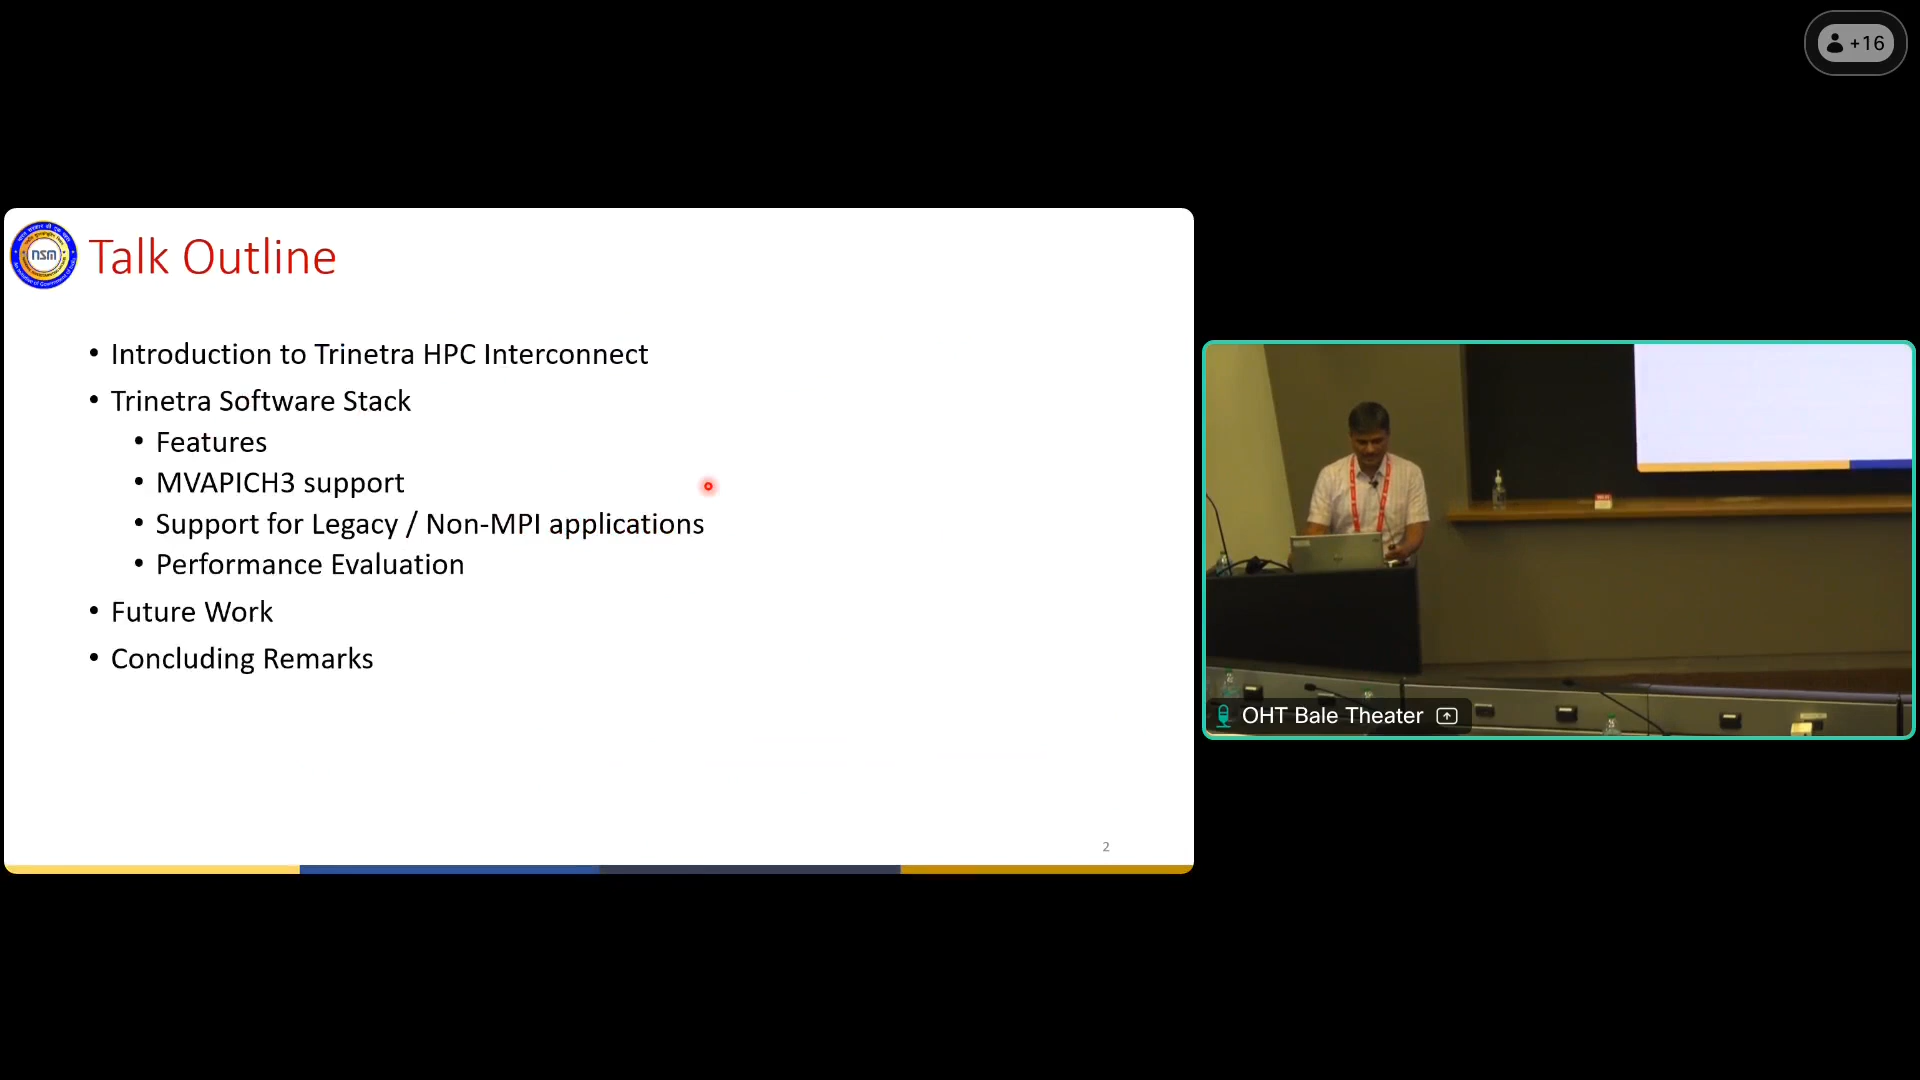 +16
nsm
Talk Outline
• Introduction to Trinetra HPC Interconnect
• Trinetra Software Stack
• Features
• MVAPICH3 support
• Support for Legacy / Non-MPI applications
• Performance Evaluation
• Future Work
• Concluding Remarks
2
OHT Bale Theater